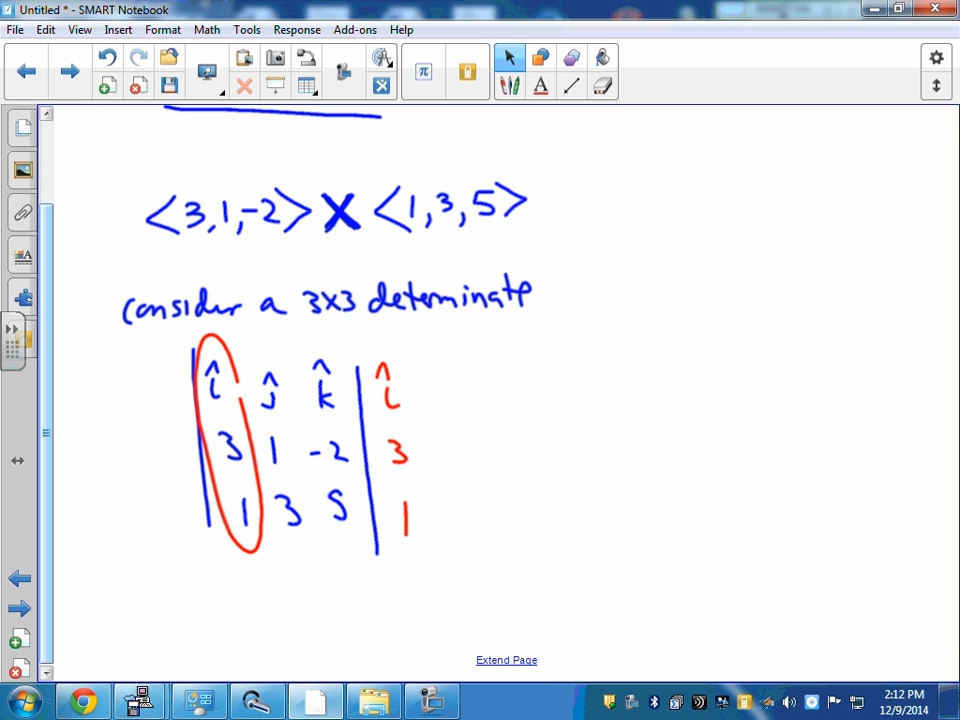 Untitled * - SMART Notebook
File Edit View Insert Format Math Tools Response Add-ons Help
<3,1,-2> X <1,3,5>
consider a 3x3 determinate
î ĵ k̂ î
3 1 -2 3
1 3 5 1
Extend Page
2:12 PM
12/9/2014